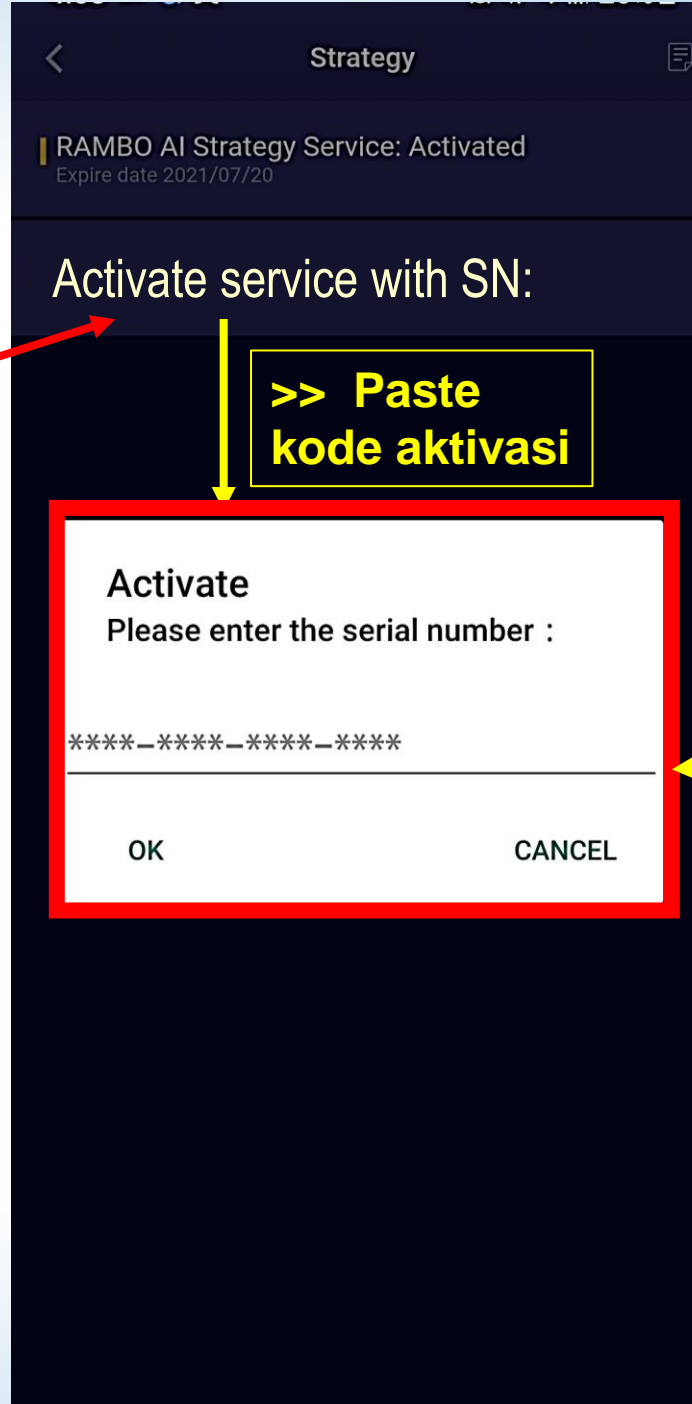 Strategy
RAMBO AI Strategy Service: Activated
Expire date 2021/07/20
Activate service with SN:
>> Paste
kode aktivasi
Activate
Please enter the serial number :
****-****-****-****
OK
CANCEL